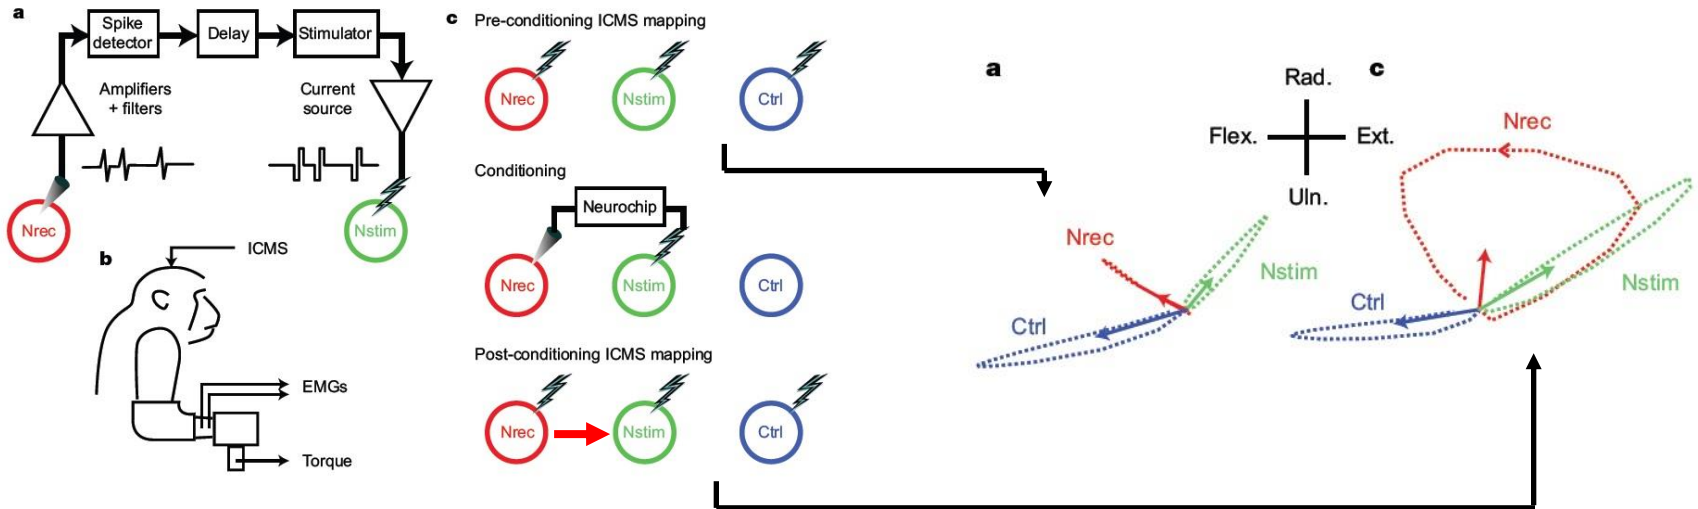 a
Spike
detector
Delay
Stimulator
Amplifiers
+ filters
Current
source
Nrec
Nstim
b
ICMS
EMGs
Torque
c
Pre-conditioning ICMS mapping
Nrec
Nstim
Ctrl
Conditioning
Neurochip
Nrec
Nstim
Ctrl
Post-conditioning ICMS mapping
Nrec
Nstim
Ctrl
a
Rad.
Flex.
Ext.
Uln.
Nrec
Nstim
Ctrl
c
Nrec
Nstim
Ctrl